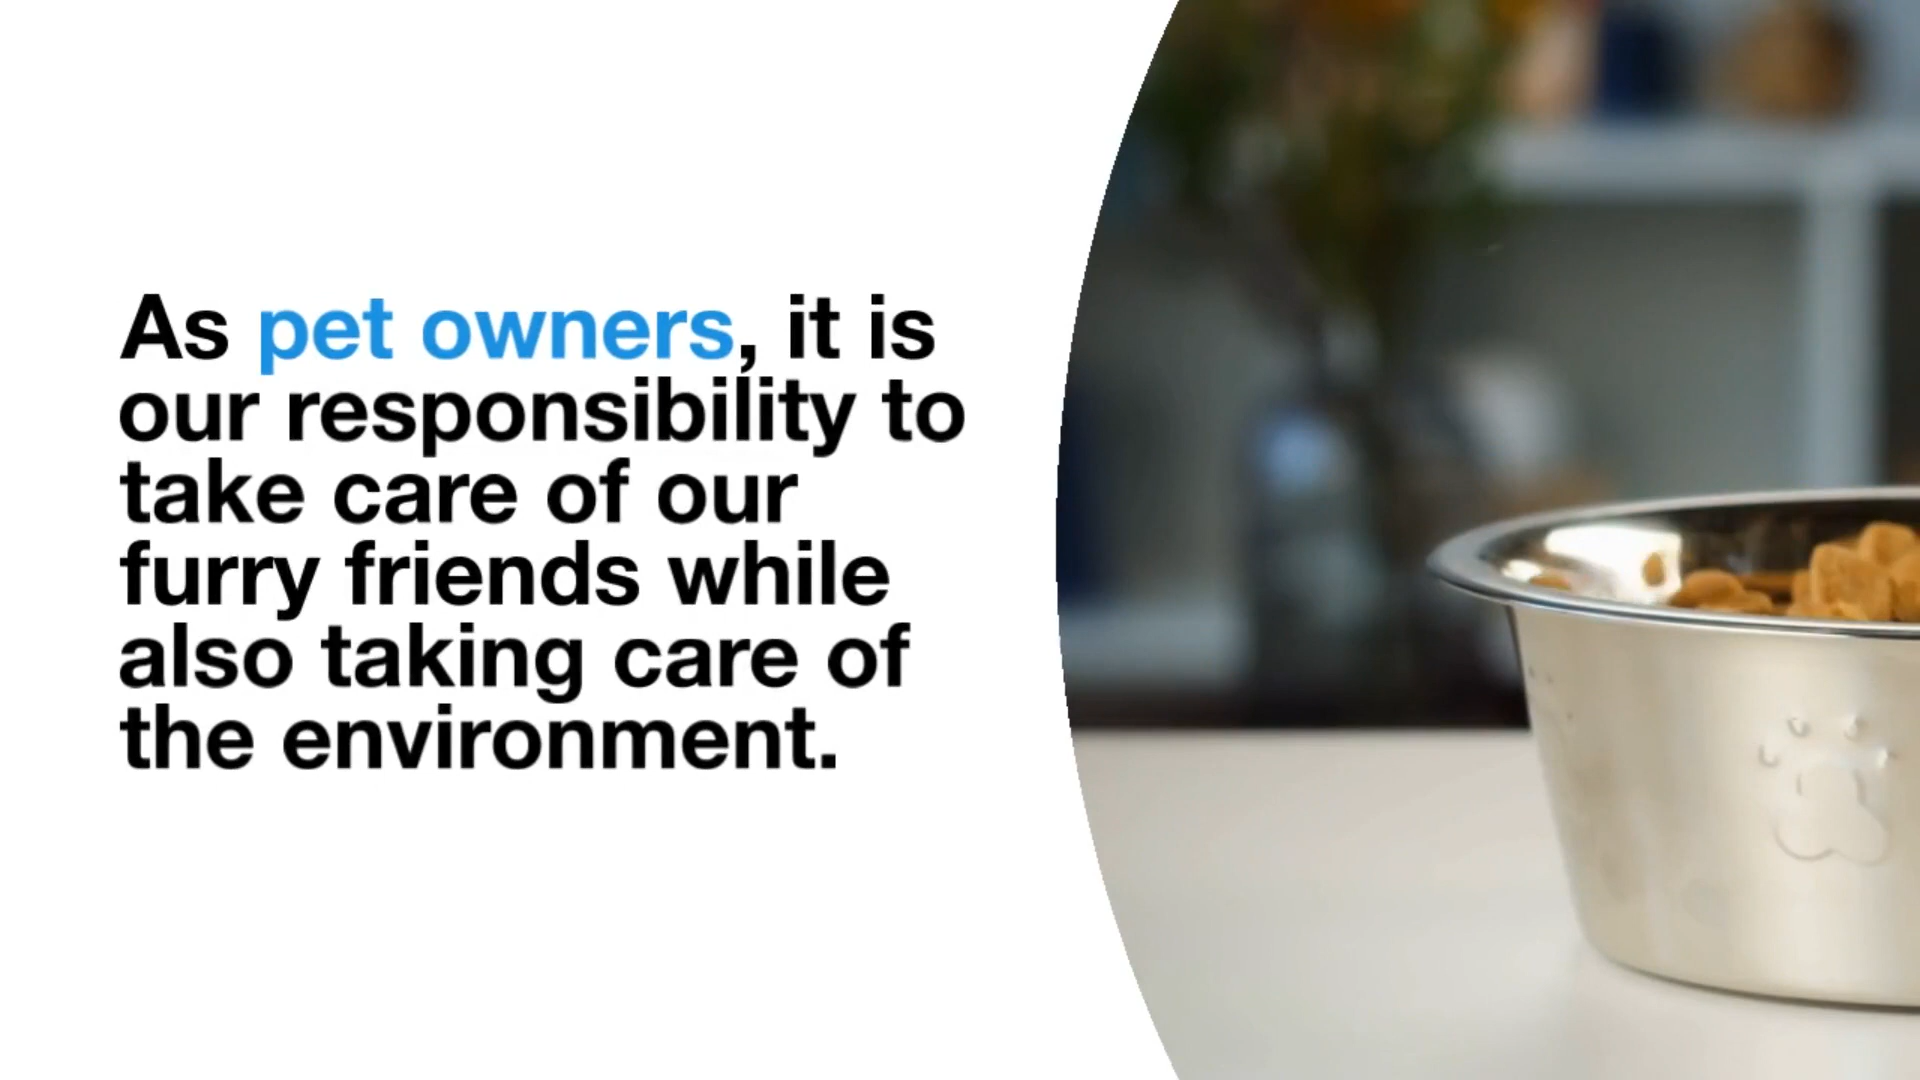 As pet owners, it is
our responsibility to
take care of our
furry friends while
also taking care of
the environment.